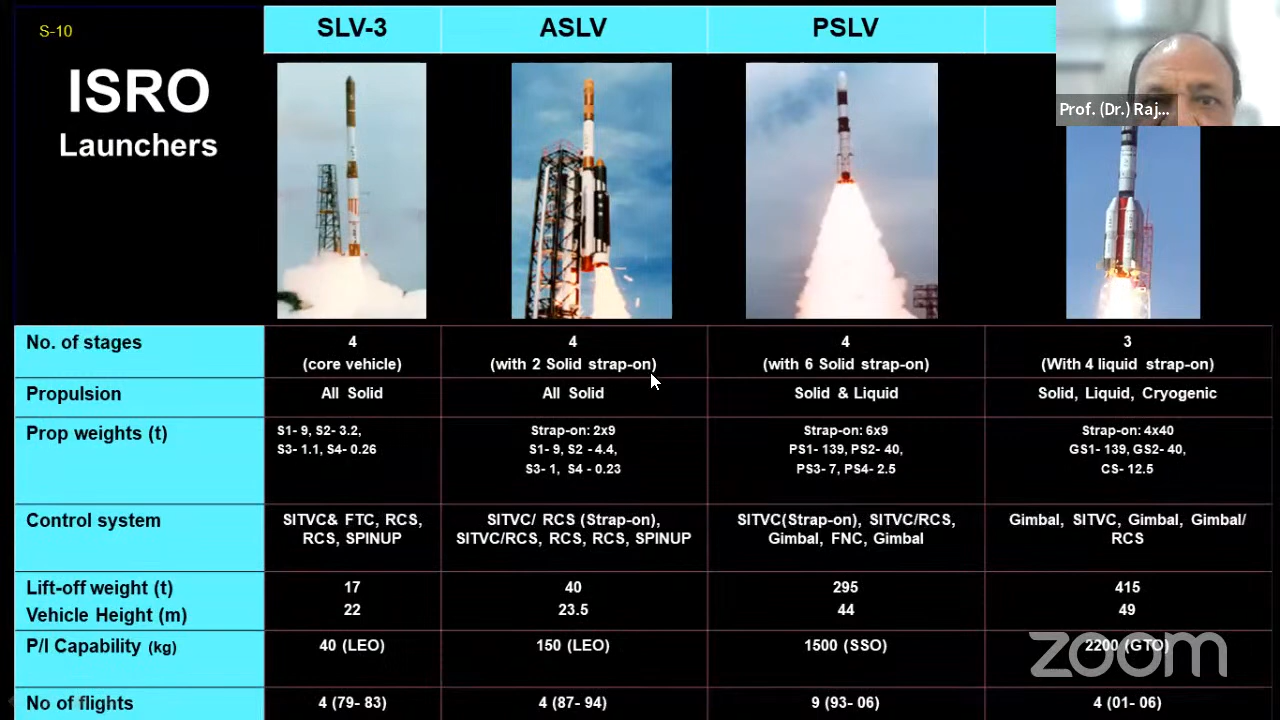 S-10
ISRO
Launchers
SLV-3
ASLV
PSLV
Prof. (Dr.) Raj...
No. of stages
4
(core vehicle)
4
(with 2 Solid strap-on)
4
(with 6 Solid strap-on)
3
(With 4 liquid strap-on)
Propulsion
All Solid
All Solid
Solid & Liquid
Solid, Liquid, Cryogenic
Prop weights (t)
S1- 9, S2- 3.2,
S3- 1.1, S4- 0.26
Strap-on: 2x9
S1- 9, S2 - 4.4,
S3- 1, S4 - 0.23
Strap-on: 6x9
PS1- 139, PS2- 40,
PS3- 7, PS4- 2.5
Strap-on: 4x40
GS1- 139, GS2- 40,
CS- 12.5
Control system
SITVC& FTC, RCS,
RCS, SPINUP
SITVC/ RCS (Strap-on),
SITVC/RCS, RCS, RCS, SPINUP
SITVC(Strap-on), SITVC/RCS,
Gimbal, FNC, Gimbal
Gimbal, SITVC, Gimbal, Gimbal/
RCS
Lift-off weight (t)
17
40
295
415
Vehicle Height (m)
22
23.5
44
49
P/l Capability (kg)
40 (LEO)
150 (LEO)
1500 (SSO)
2200 (GTO)
zoom
No of flights
4 (79- 83)
4 (87- 94)
9 (93- 06)
4 (01- 06)